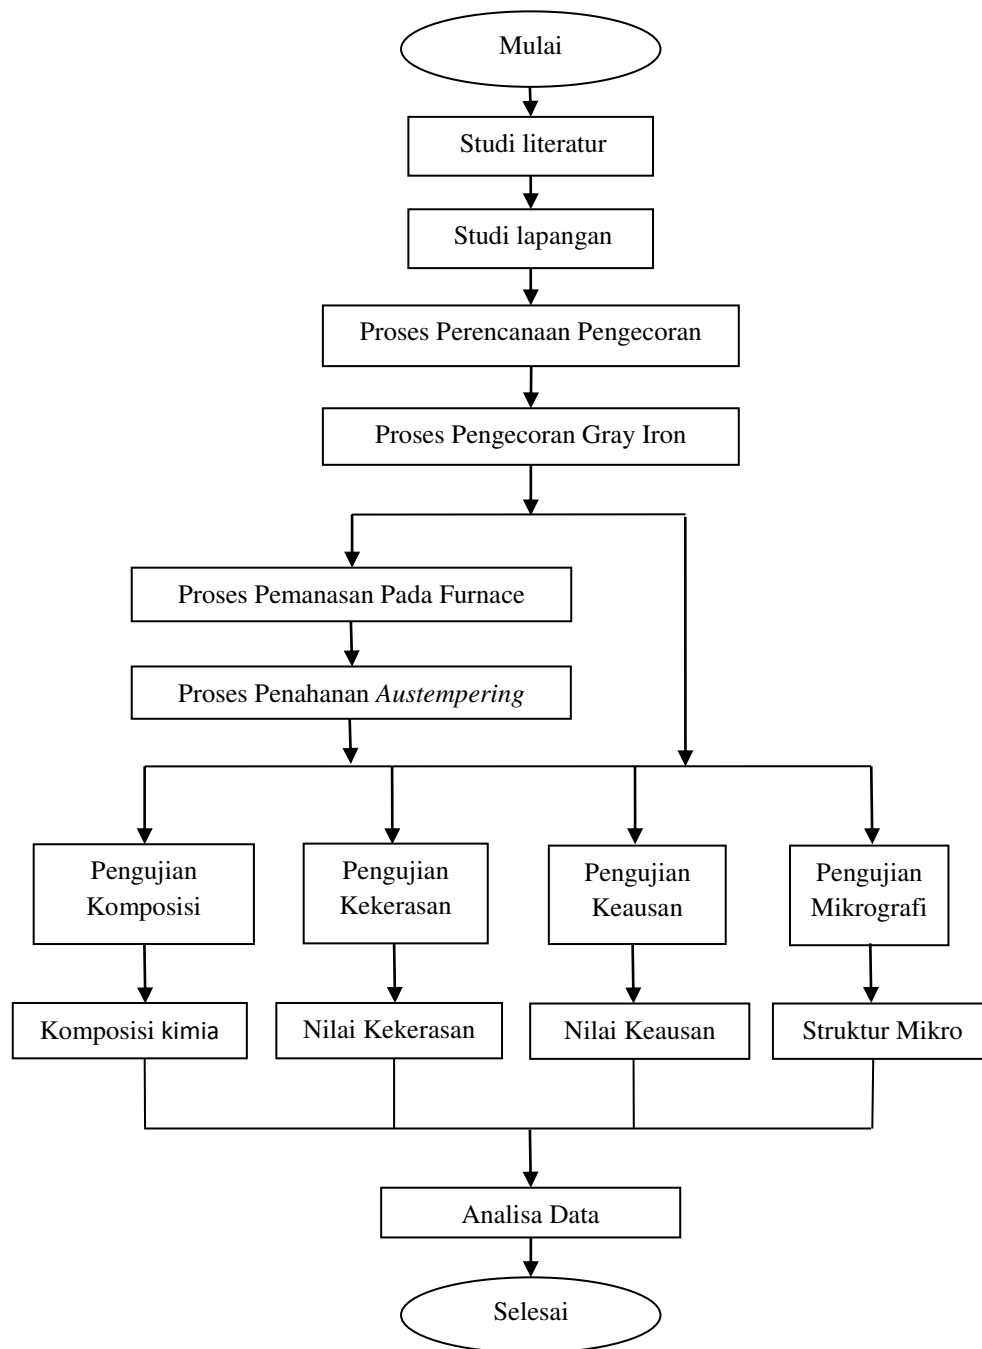 Mulai
Studi literatur
Studi lapangan
Proses Perencanaan Pengecoran
Proses Pengecoran Gray Iron
Proses Pemanasan Pada Furnace
Proses Penahanan Austempering
Pengujian
Komposisi
Pengujian
Kekerasan
Pengujian
Keausan
Pengujian
Mikrografi
Komposisi kimia
Nilai Kekerasan
Nilai Keausan
Struktur Mikro
Analisa Data
Selesai